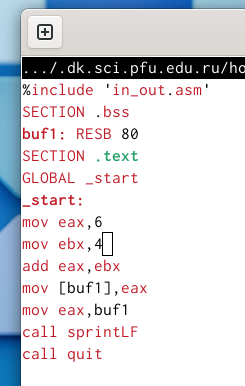 .../.dk.sci.pfu.edu.ru/ho
%include 'in_out.asm'
SECTION .bss
buf1: RESB 80
SECTION .text
GLOBAL _start
_start:
mov eax,6
mov ebx,4
add eax,ebx
mov [buf1],eax
mov eax,buf1
call sprintLF
call quit